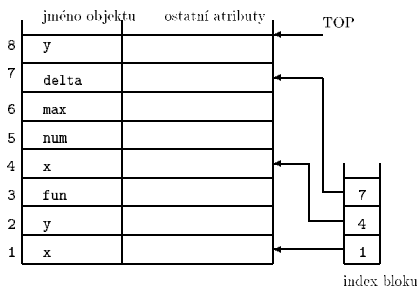 jméno objektu ostatní atributy
TOP
8 y
7 delta
6 max
5 num
4 x
3 fun 7
2 y 4
1 x 1
index bloku